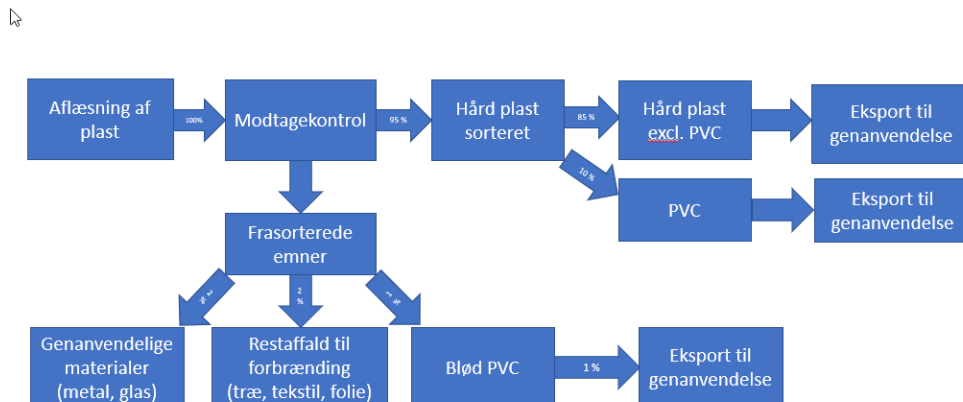 Aflæsning af
plast
100%
Modtagekontrol
95 %
Hård plast
sorteret
85 %
Hård plast
excl. PVC
Eksport til
genanvendelse
10 %
PVC
Eksport til
genanvendelse
Frasorterede
emner
2 %
2
%
1 %
Genanvendelige
materialer
(metal, glas)
Restaffald til
forbrænding
(træ, tekstil, folie)
Blød PVC
1 %
Eksport til
genanvendelse